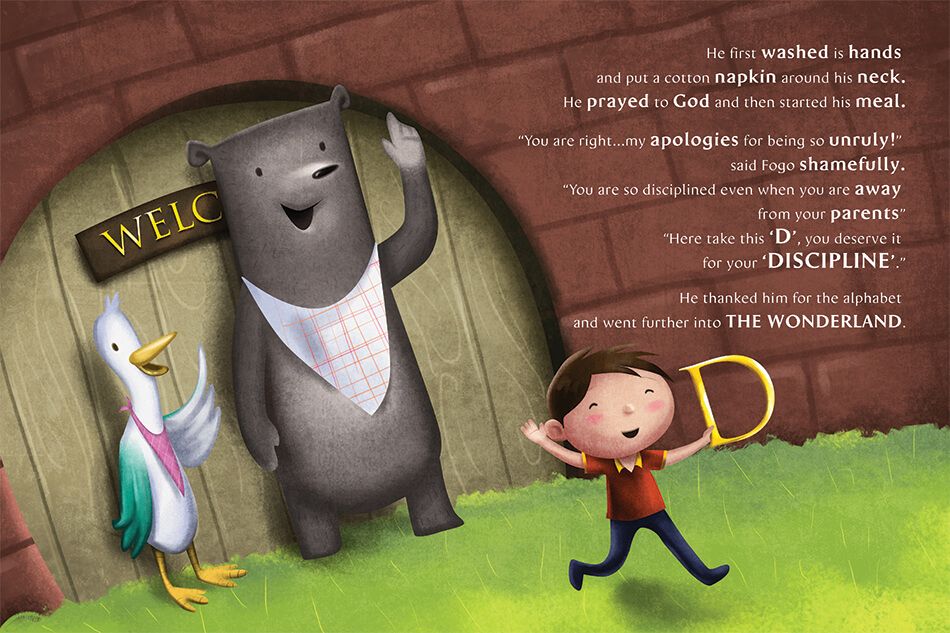 He first washed is hands
and put a cotton napkin around his neck.
He prayed to God and then started his meal.
“You are right...my apologies for being so unruly!”
said Fogo shamefully.
“You are so disciplined even when you are away
from your parents”
“Here take this ‘D’, you deserve it
for your ‘DISCIPLINE’.”
He thanked him for the alphabet
and went further into THE WONDERLAND.
WELC
D